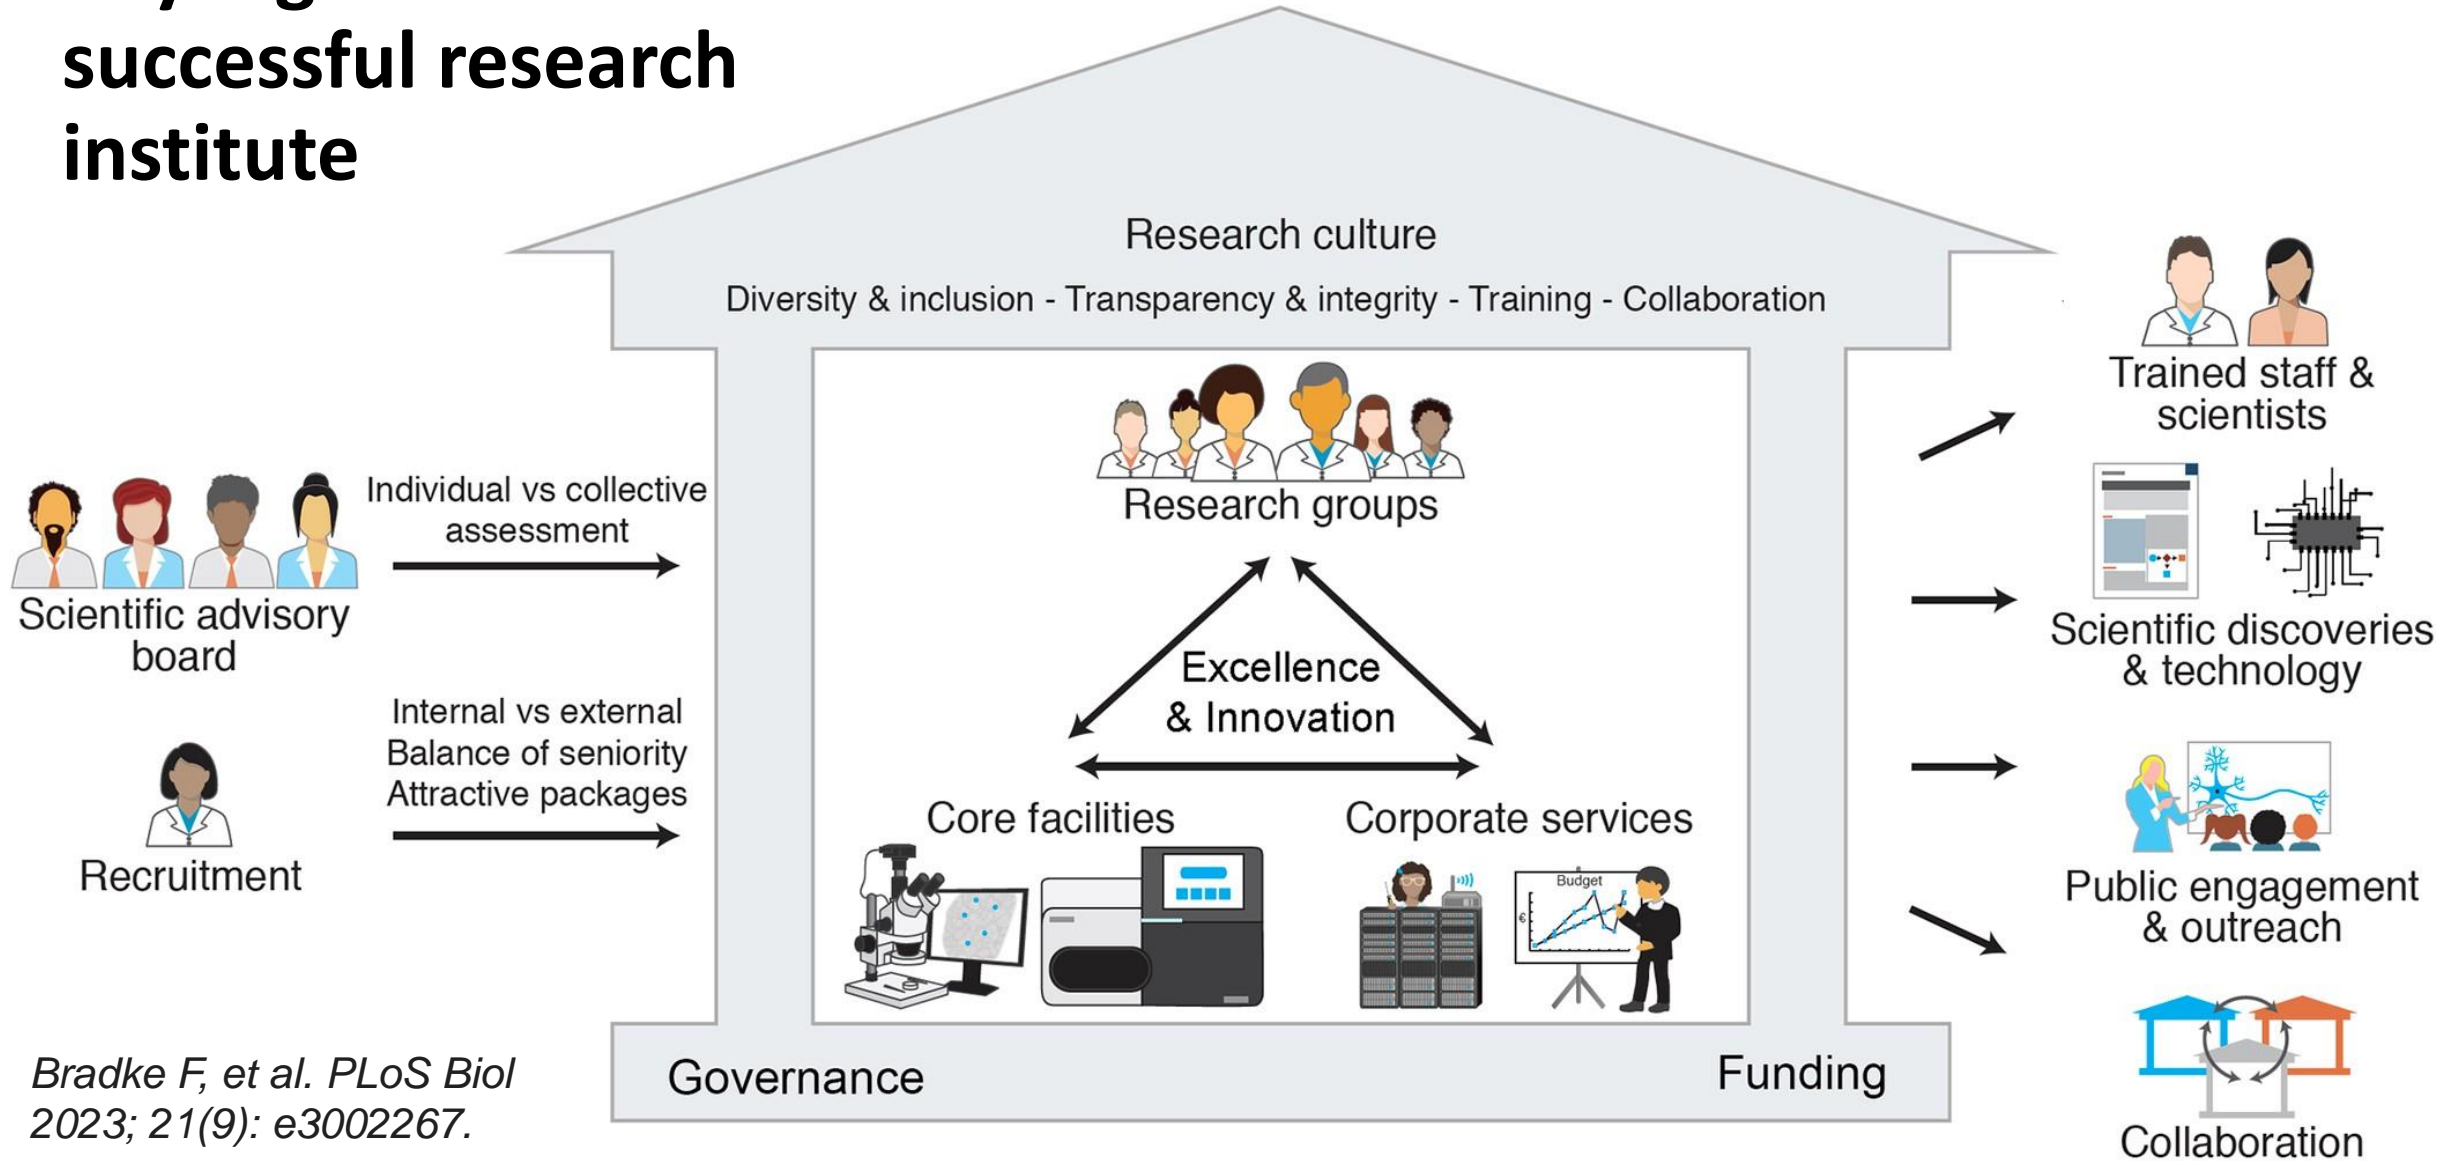 successful research
institute
Research culture
Diversity & inclusion - Transparency & integrity - Training - Collaboration
Individual vs collective
assessment
Scientific advisory
board
Internal vs external
Balance of seniority
Attractive packages
Recruitment
Research groups
Excellence
& Innovation
Core facilities
Corporate services
Budget
€
Governance
Funding
Trained staff &
scientists
Scientific discoveries
& technology
Public engagement
& outreach
Collaboration
Bradke F, et al. PLoS Biol
2023; 21(9): e3002267.